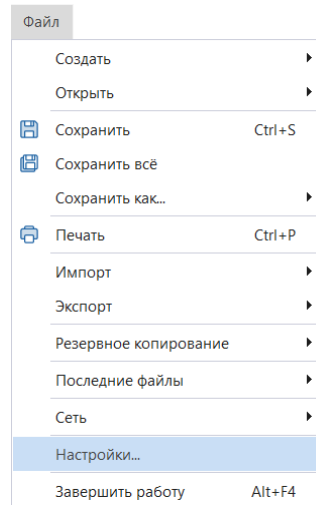 Файл
Создать
Открыть
Сохранить Ctrl+S
Сохранить всё
Сохранить как...
Печать Ctrl+P
Импорт
Экспорт
Резервное копирование
Последние файлы
Сеть
Настройки...
Завершить работу Alt+F4